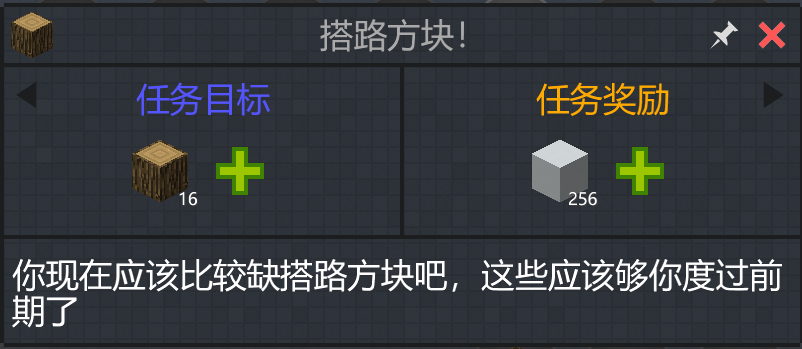 搭路方块！
任务目标
任务奖励
16
256
你现在应该比较缺搭路方块吧，这些应该够你度过前
期了